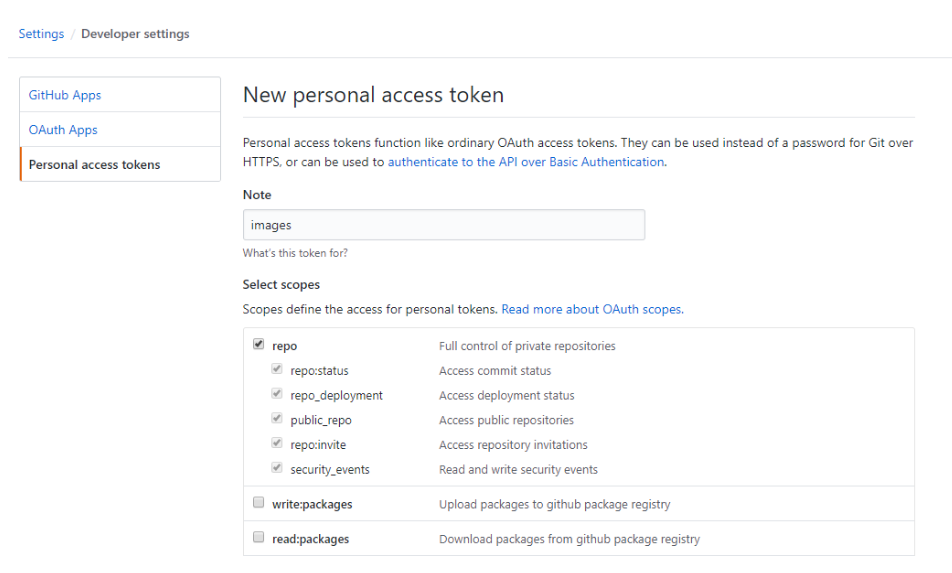 Settings / Developer settings
GitHub Apps
OAuth Apps
Personal access tokens
New personal access token
Personal access tokens function like ordinary OAuth access tokens. They can be used instead of a password for Git over
HTTPS, or can be used to authenticate to the API over Basic Authentication.
Note
images
What's this token for?
Select scopes
Scopes define the access for personal tokens. Read more about OAuth scopes.
repo Full control of private repositories
repo:status Access commit status
repo_deployment Access deployment status
public_repo Access public repositories
repo:invite Access repository invitations
security_events Read and write security events
write:packages Upload packages to github package registry
read:packages Download packages from github package registry